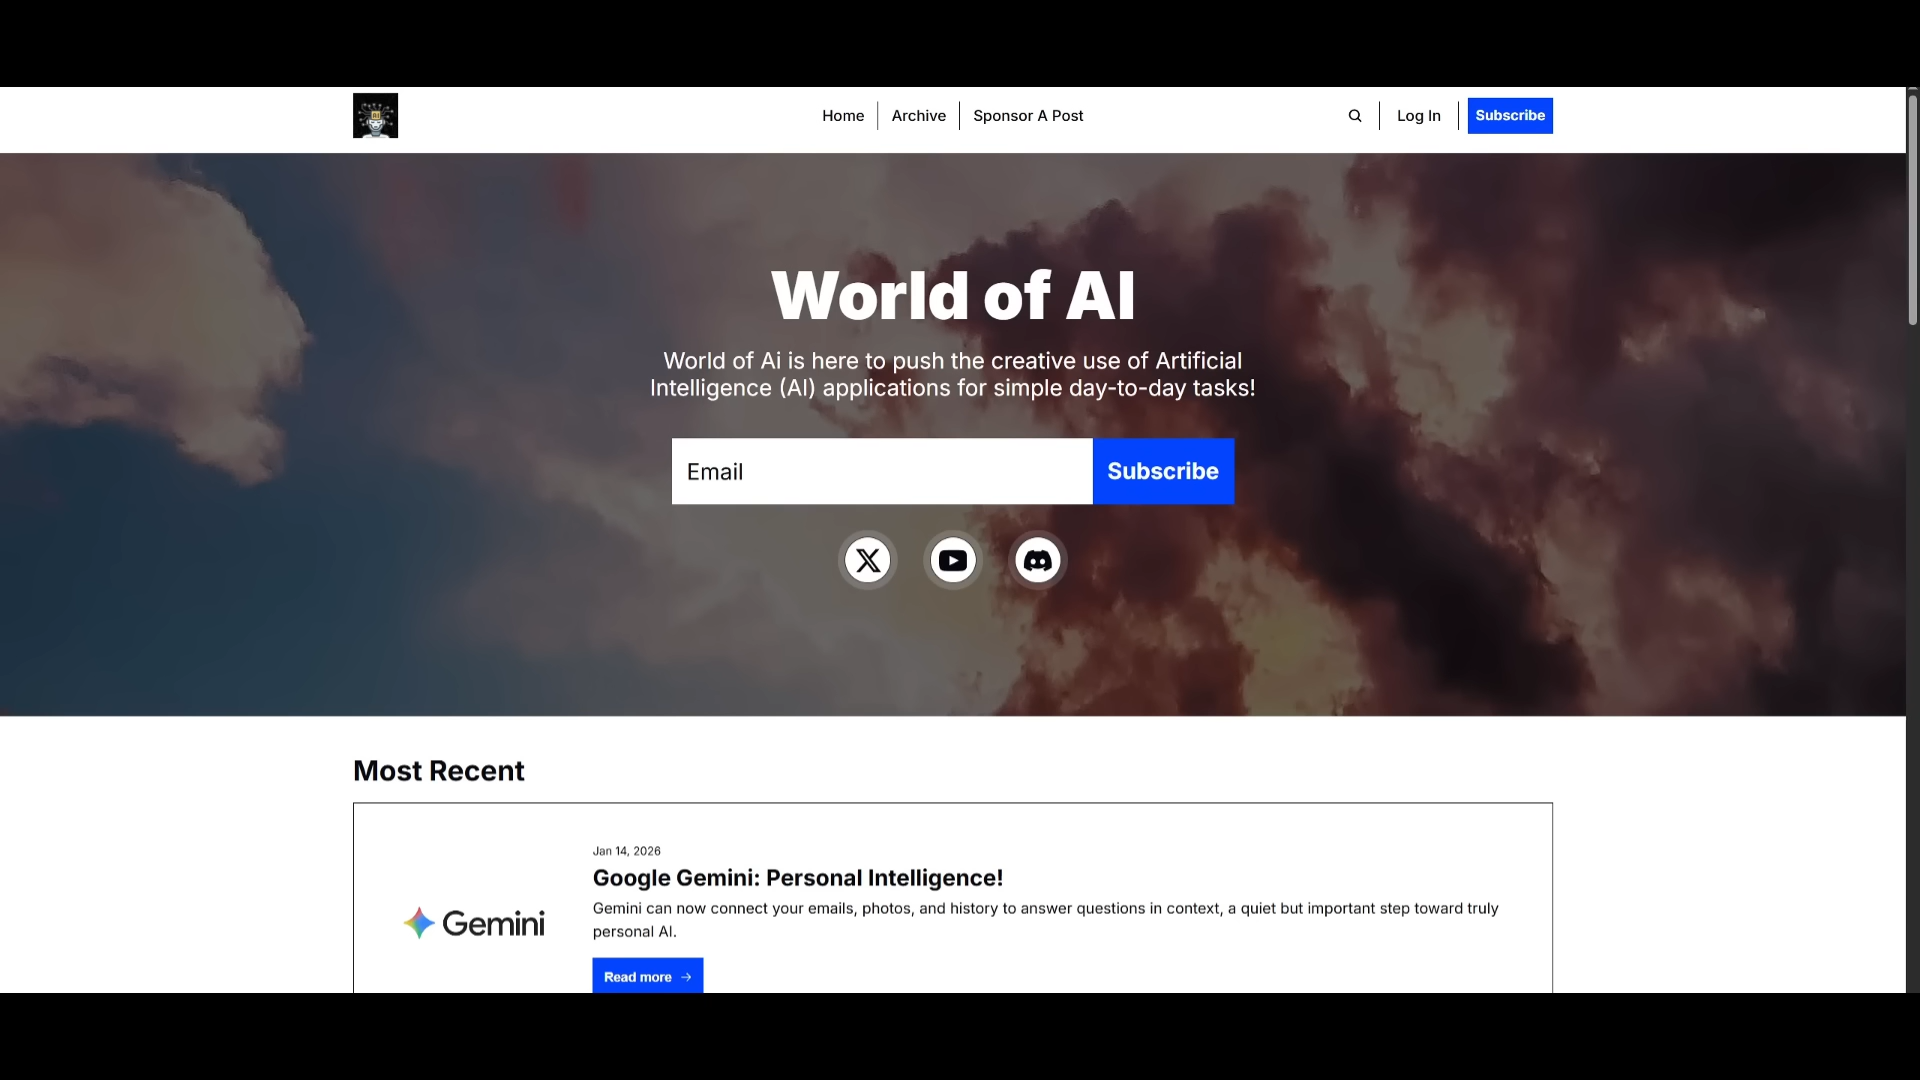 Home
Archive
Sponsor A Post
Log In
Subscribe
World of AI
World of Ai is here to push the creative use of Artificial
Intelligence (AI) applications for simple day-to-day tasks!
Email
Subscribe
Most Recent
Jan 14, 2026
Google Gemini: Personal Intelligence!
Gemini
Gemini can now connect your emails, photos, and history to answer questions in context, a quiet but important step toward truly
personal AI.
Read more →